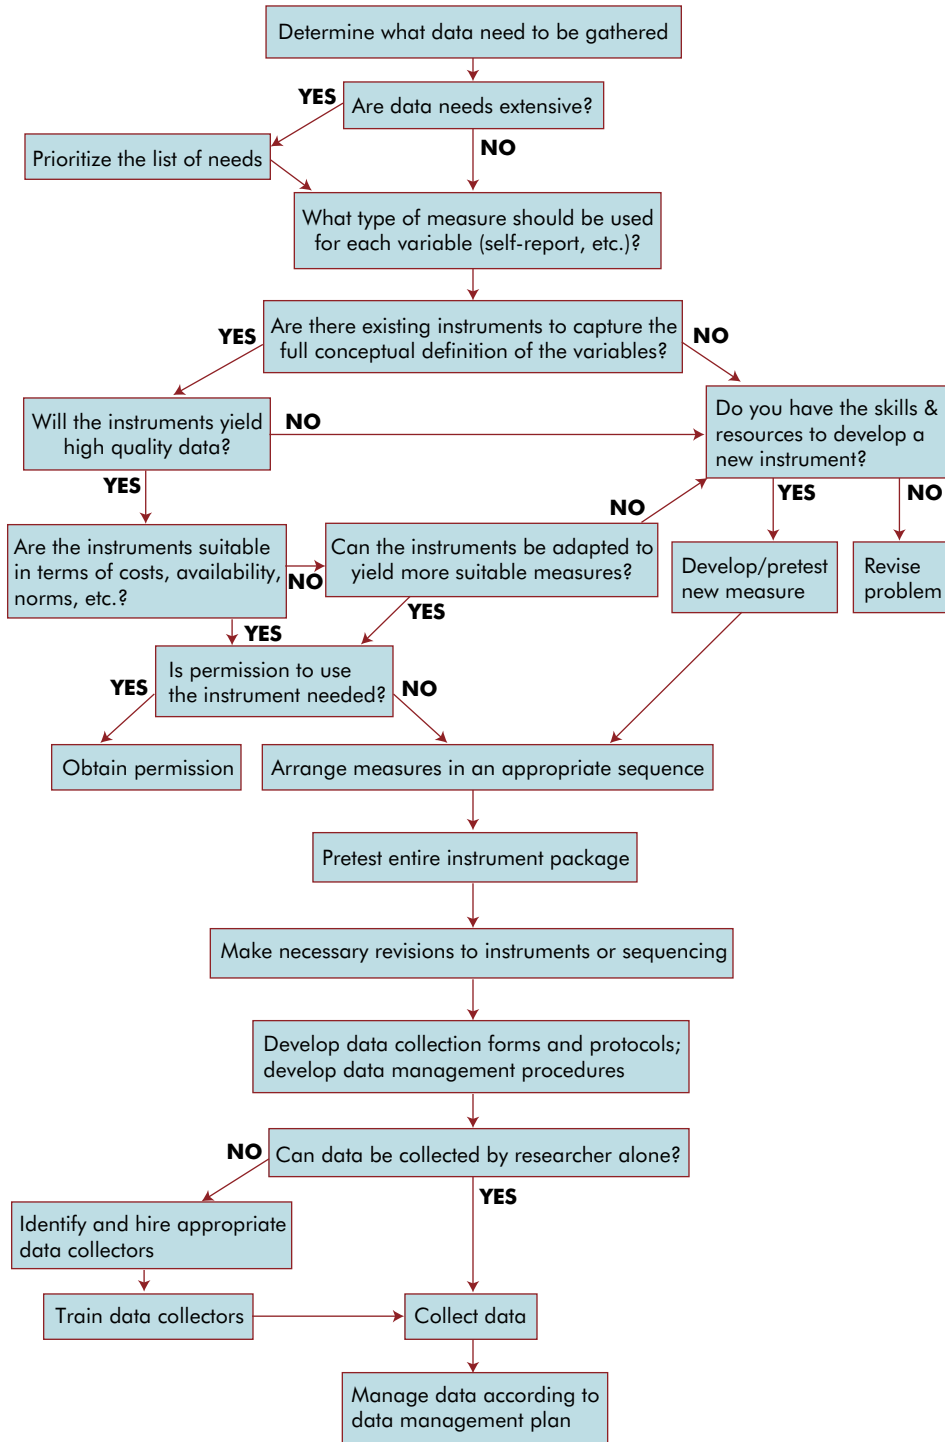 Determine what data need to be gathered
YES
Are data needs extensive?
NO
Prioritize the list of needs
What type of measure should be used
for each variable (self-report, etc.)?
YES
Are there existing instruments to capture the
full conceptual definition of the variables?
NO
Will the instruments yield
high quality data?
NO
Do you have the skills &
resources to develop a
new instrument?
YES
NO
YES
NO
Are the instruments suitable
in terms of costs, availability,
norms, etc.?
NO
Can the instruments be adapted to
yield more suitable measures?
Develop/pretest
new measure
Revise
problem
YES
YES
YES
Is permission to use
the instrument needed?
NO
Obtain permission
Arrange measures in an appropriate sequence
Pretest entire instrument package
Make necessary revisions to instruments or sequencing
Develop data collection forms and protocols;
develop data management procedures
NO
Can data be collected by researcher alone?
YES
Identify and hire appropriate
data collectors
Train data collectors
Collect data
Manage data according to
data management plan